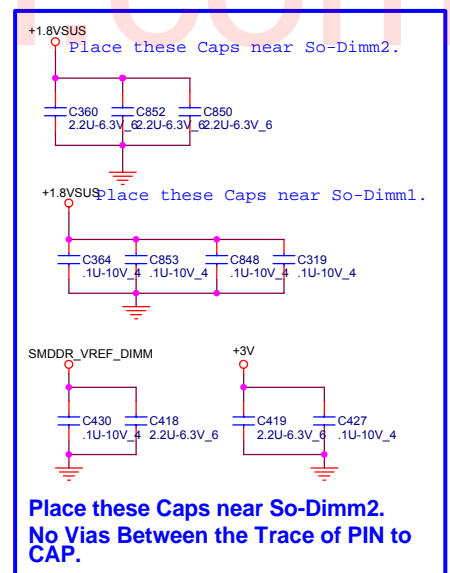 +1.8VSUS
Place these Caps near So-Dimm2.
C360 C852 C850
2.2U-6.3V_6 2.2U-6.3V_6 2.2U-6.3V_6
+1.8VSUS
Place these Caps near So-Dimm1.
C364 C853 C848 C319
.1U-10V_4 .1U-10V_4 .1U-10V_4 .1U-10V_4
SMDDR_VREF_DIMM +3V
C430 C418 C419 C427
.1U-10V_4 2.2U-6.3V_6 2.2U-6.3V_6 .1U-10V_4
Place these Caps near So-Dimm2.
No Vias Between the Trace of PIN to
CAP.